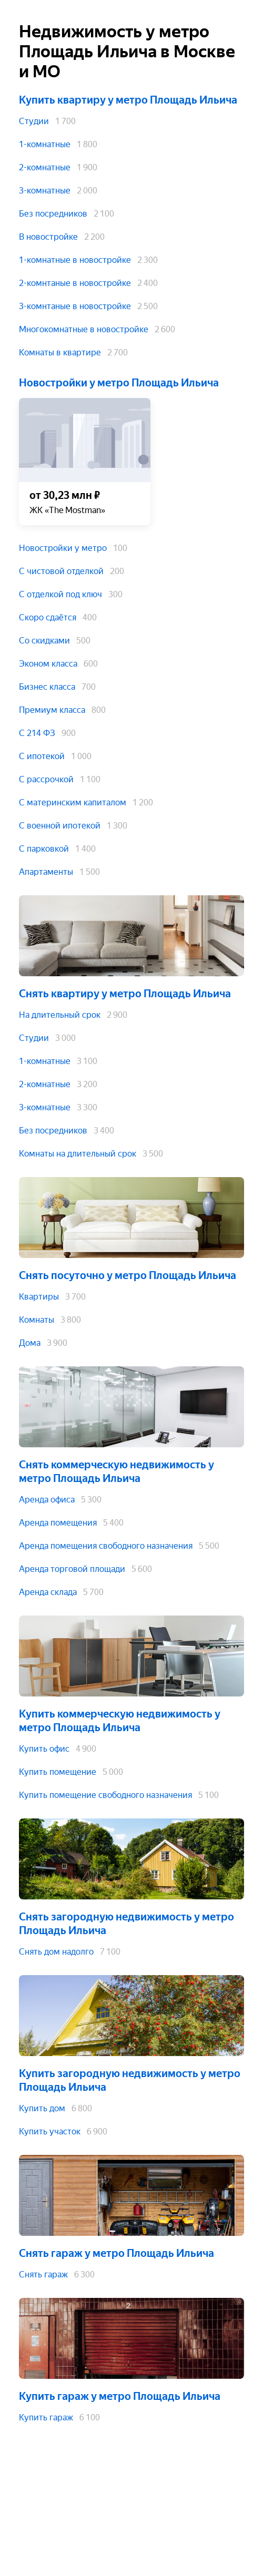 Недвижимость у метро
Площадь Ильича в Москве
и МО
Купить квартиру у метро Площадь Ильича
Студии 1 700
1-комнатные 1 800
2-комнатные 1 900
3-комнатные 2 000
Без посредников 2 100
В новостройке 2 200
1-комнатные в новостройке 2 300
2-комнтаные в новостройке 2 400
3-комнтаные в новостройке 2 500
Многокомнатные в новостройке 2 600
Комнаты в квартире 2 700
Новостройки у метро Площадь Ильича
от 30,23 млн ₽
ЖК «The Mostman»
Новостройки у метро 100
С чистовой отделкой 200
С отделкой под ключ 300
Скоро сдаётся 400
Со скидками 500
Эконом класса 600
Бизнес класса 700
Премиум класса 800
С 214 ФЗ 900
С ипотекой 1 000
С рассрочкой 1 100
С материнским капиталом 1 200
С военной ипотекой 1 300
С парковкой 1 400
Апартаменты 1 500
Снять квартиру у метро Площадь Ильича
На длительный срок 2 900
Студии 3 000
1-комнатные 3 100
2-комнатные 3 200
3-комнатные 3 300
Без посредников 3 400
Комнаты на длительный срок 3 500
Снять посуточно у метро Площадь Ильича
Квартиры 3 700
Комнаты 3 800
Дома 3 900
Снять коммерческую недвижимость у
метро Площадь Ильича
Аренда офиса 5 300
Аренда помещения 5 400
Аренда помещения свободного назначения 5 500
Аренда торговой площади 5 600
Аренда склада 5 700
Купить коммерческую недвижимость у
метро Площадь Ильича
Купить офис 4 900
Купить помещение 5 000
Купить помещение свободного назначения 5 100
Снять загородную недвижимость у метро
Площадь Ильича
Снять дом надолго 7 100
Купить загородную недвижимость у метро
Площадь Ильича
Купить дом 6 800
Купить участок 6 900
Снять гараж у метро Площадь Ильича
Снять гараж 6 300
Купить гараж у метро Площадь Ильича
Купить гараж 6 100